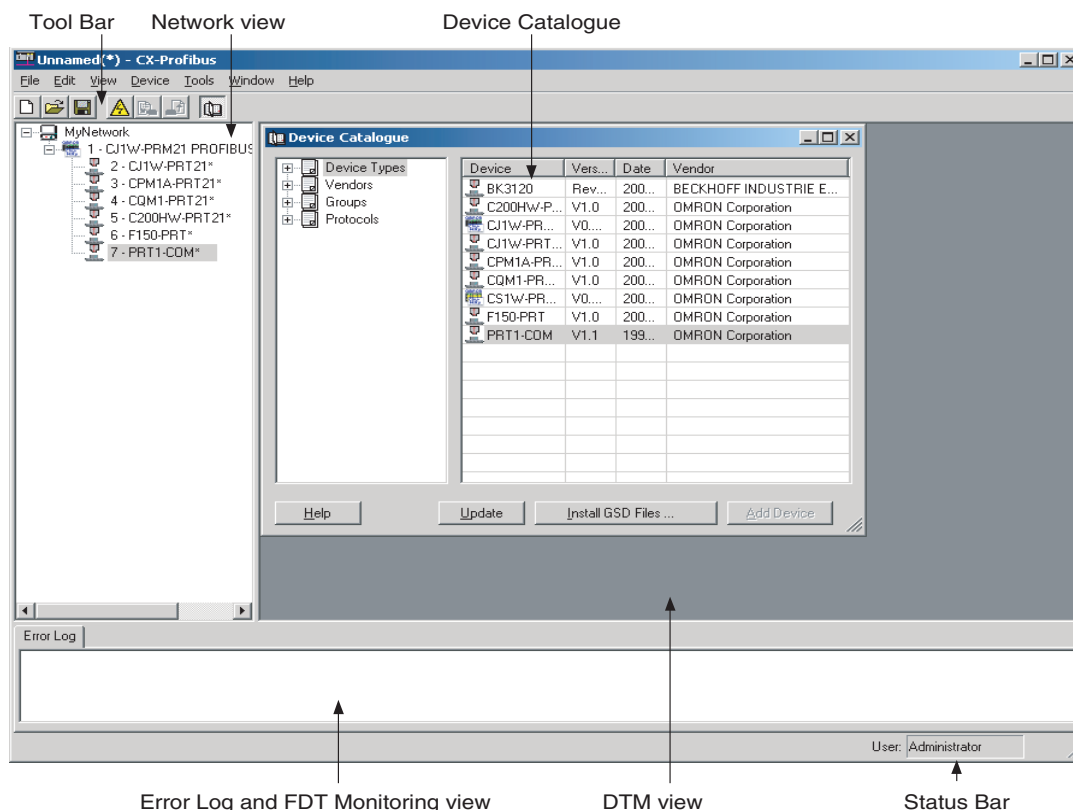 Tool Bar Network view Device Catalogue
Unnamed(*) - CX-Profibus
File Edit View Device Tools Window Help
MyNetwork
1 - CJ1W-PRM21 PROFIBUS
2 - CJ1W-PRT21*
3 - CPM1A-PRT21*
4 - CQM1-PRT21*
5 - C200HW-PRT21*
6 - F150-PRT*
7 - PRT1-COM*
Device Catalogue
Device Types
Vendors
Groups
Protocols
Device Vers... Date Vendor
BK3120 Rev... 200... BECKHOFF INDUSTRIE E...
C200HW-P... V1.0 200... OMRON Corporation
CJ1W-PR... V0.... 200... OMRON Corporation
CJ1W-PRT... V1.0 200... OMRON Corporation
CPM1A-PR... V1.0 200... OMRON Corporation
CQM1-PR... V1.0 200... OMRON Corporation
CS1W-PR... V0.... 200... OMRON Corporation
F150-PRT V1.0 200... OMRON Corporation
PRT1-COM V1.1 199... OMRON Corporation
Help Update Install GSD Files ... Add Device
Error Log
User: Administrator
Error Log and FDT Monitoring view DTM view Status Bar